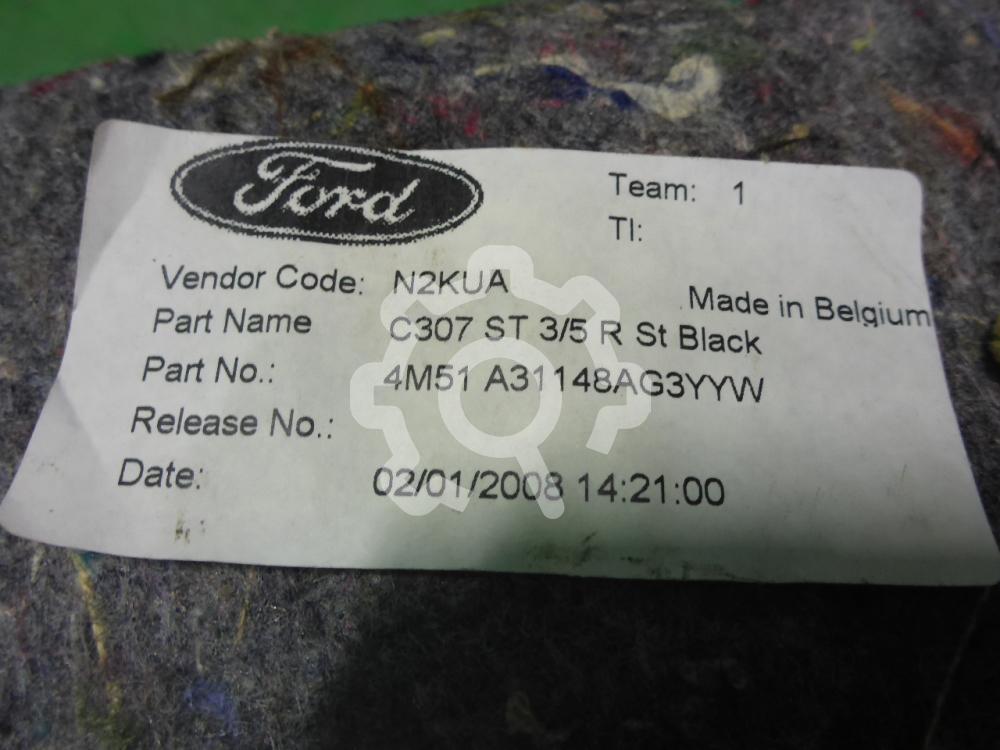 Ford
Team: 1
TI:
Vendor Code: N2KUA
Made in Belgium
Part Name C307 ST 3/5 R St Black
Part No.: 4M51 A31148AG3YYW
Release No.:
Date: 02/01/2008 14:21:00